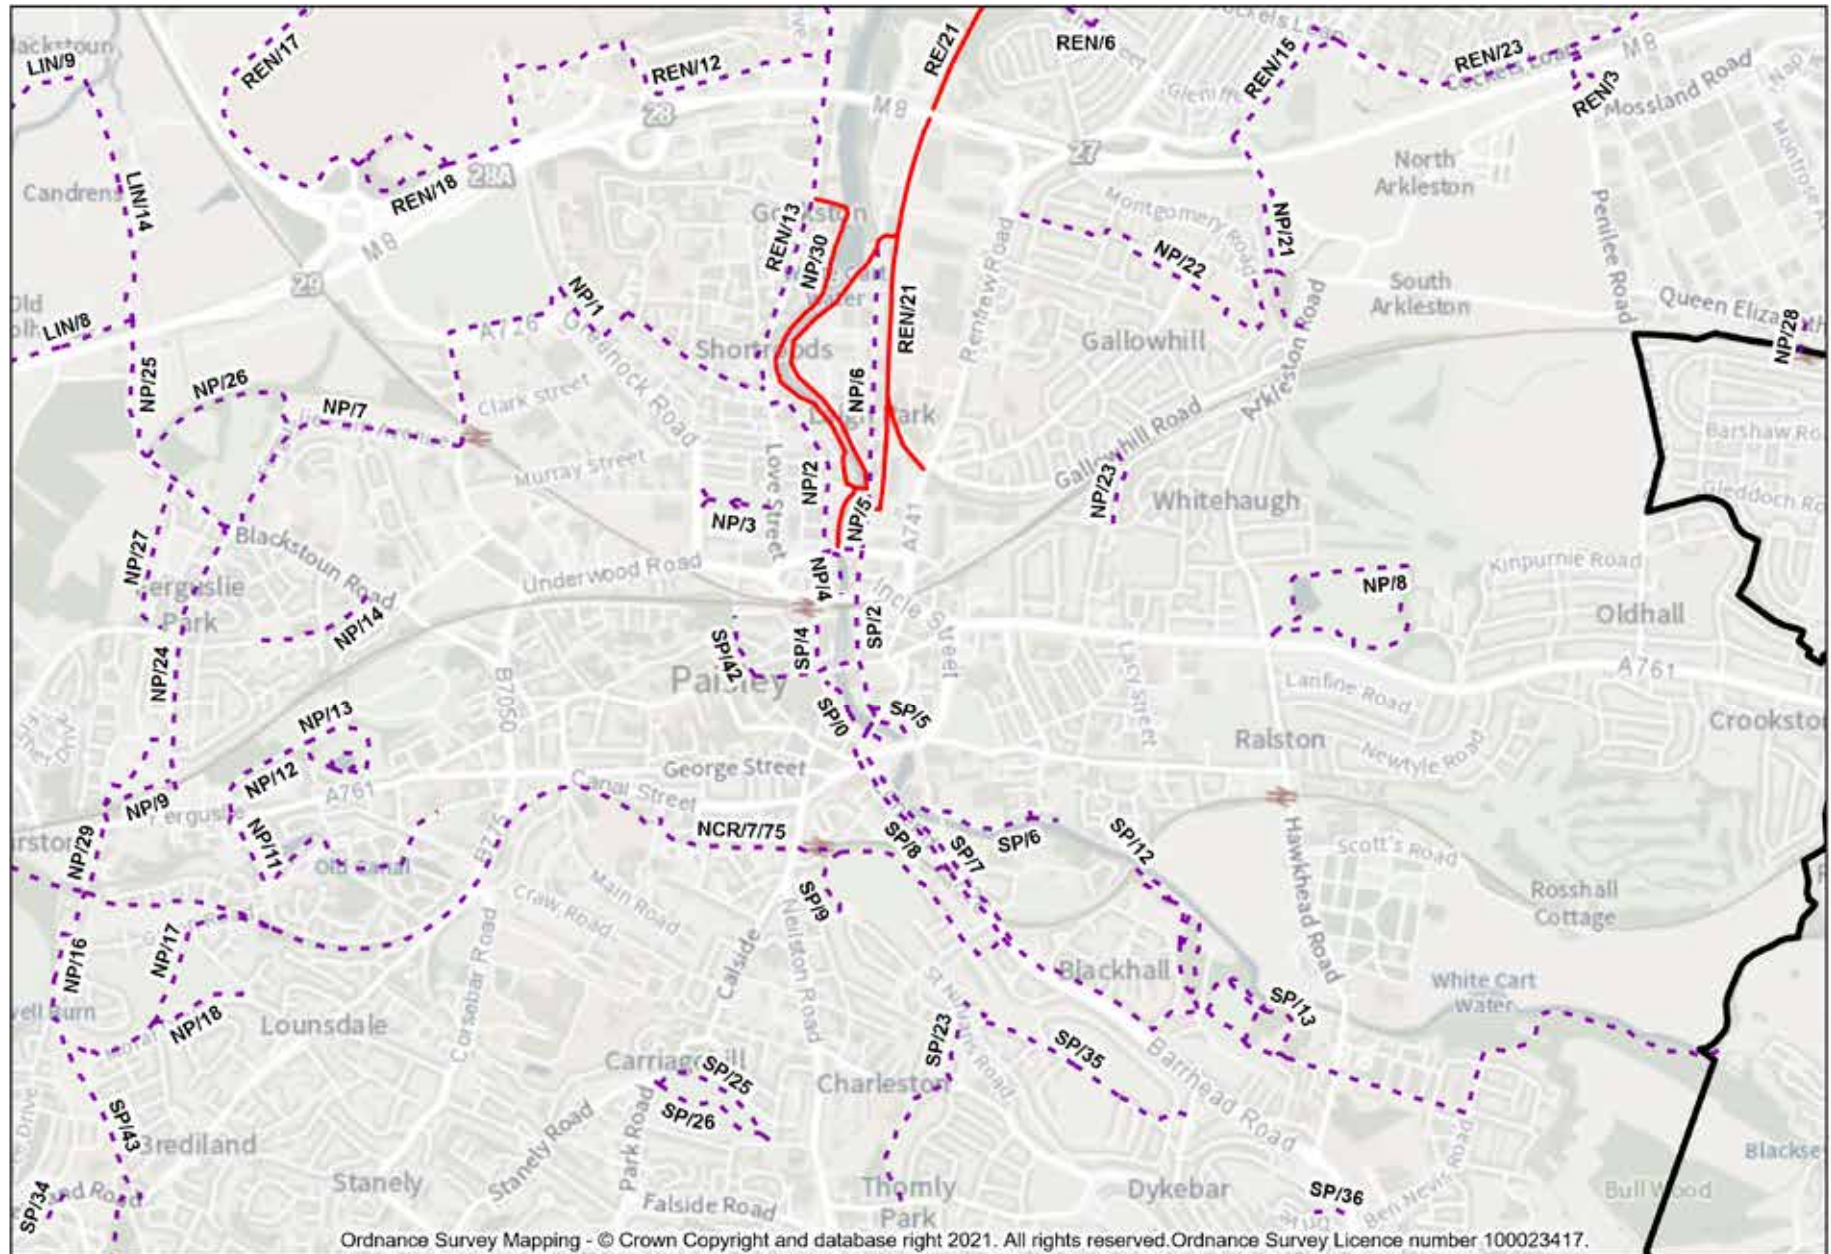 LIN/9
REN/17
REN/12
RE/21
REN/6
REN/15
REN/23
REN/3
M8
Mossland Road
28
M8
27
Candrens
LIN/14
REN/18
28A
North
Arkleston
Montgomery Road
Penilee Road
REN/13
NP/30
NP/21
NP/22
M8
29
NP/1
South
Arkleston
Queen Elizabeth
LIN/8
A726
Greenock Road
REN/21
Renfrew Road
Gallowhill
NP/28
NP/25
NP/26
NP/7
Clark Street
NP/6
Arkleston Road
Gallowhill Road
Murray Street
Love Street
NP/2
NP/3
NP/5
A741
NP/23
Whitehaugh
NP/27
Blackstoun Road
Underwood Road
NP/4
Incle Street
Kinpurnie Road
NP/8
Oldhall
Park
NP/14
NP/24
SP/42
SP/4
SP/2
Paisley
B7050
Lacy Street
Lanfine Road
A761
NP/13
SP/0
SP/5
Ralston
Newtyle Road
NP/12
George Street
NP/9
A761
Canal Street
NP/29
NP/11
B775
NCR/7/75
SP/8
SP/7
SP/6
SP/12
Hawkhead Road
Scott's Road
Old Canal
Craw Road
Main Road
SP/9
Rosshall
Cottage
NP/16
NP/17
Corsebar Road
Calside
Neilston Road
Blackhall
White Cart
Water
SP/13
NP/18
Lounsdale
SP/23
SP/35
Barrhead Road
SP/25
SP/26
Charleston
SP/43
Stanely Road
Park Road
Stanely
Falside Road
Thornly
Park
Dykebar
SP/36
Ben Nevis Road
Bull Wood
SP/34
Ordnance Survey Mapping - © Crown Copyright and database right 2021. All rights reserved.Ordnance Survey Licence number 100023417.